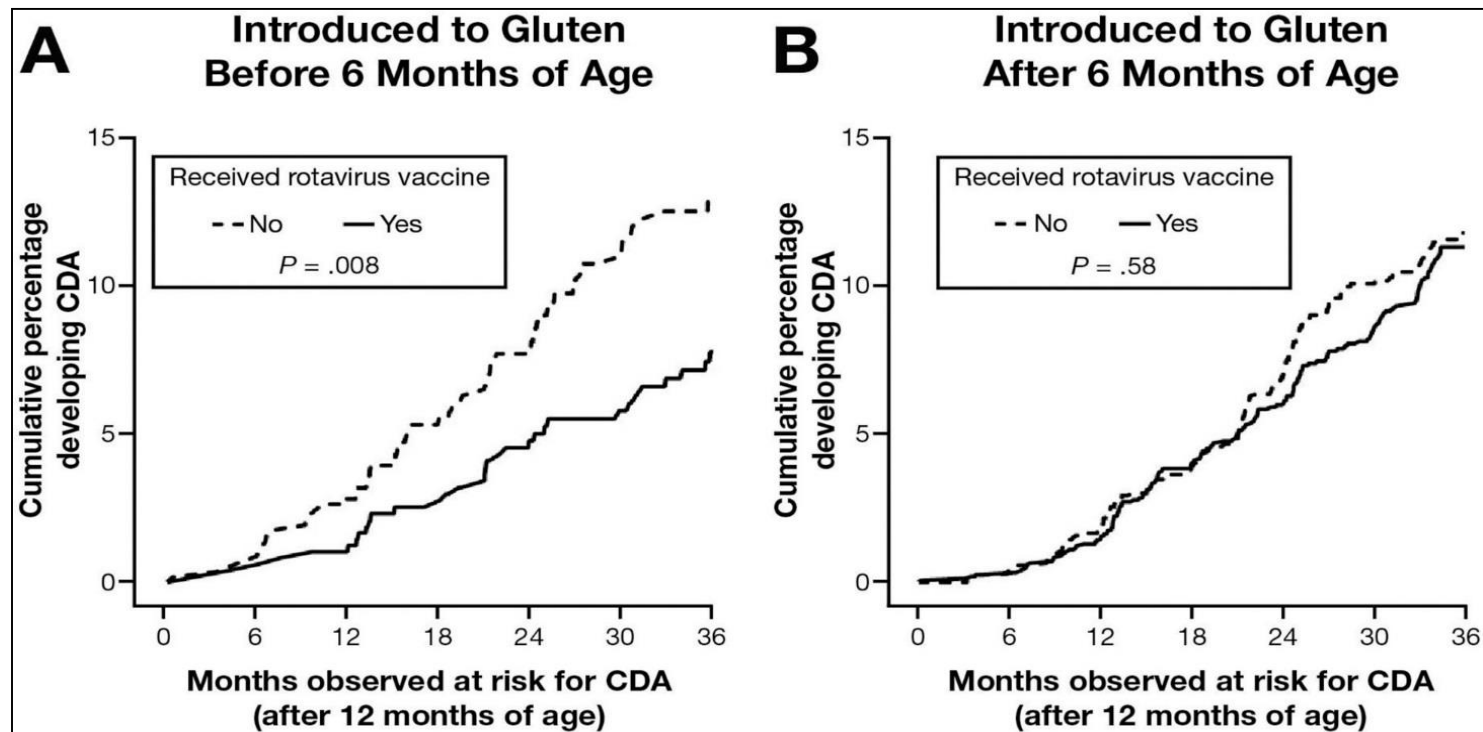 A
Introduced to Gluten
Before 6 Months of Age
Cumulative percentage
developing CDA
15
10
5
0
Received rotavirus vaccine
No Yes
P = .008
0 6 12 18 24 30 36
Months observed at risk for CDA
(after 12 months of age)
B
Introduced to Gluten
After 6 Months of Age
Cumulative percentage
developing CDA
15
10
5
0
Received rotavirus vaccine
No Yes
P = .58
0 6 12 18 24 30 36
Months observed at risk for CDA
(after 12 months of age)